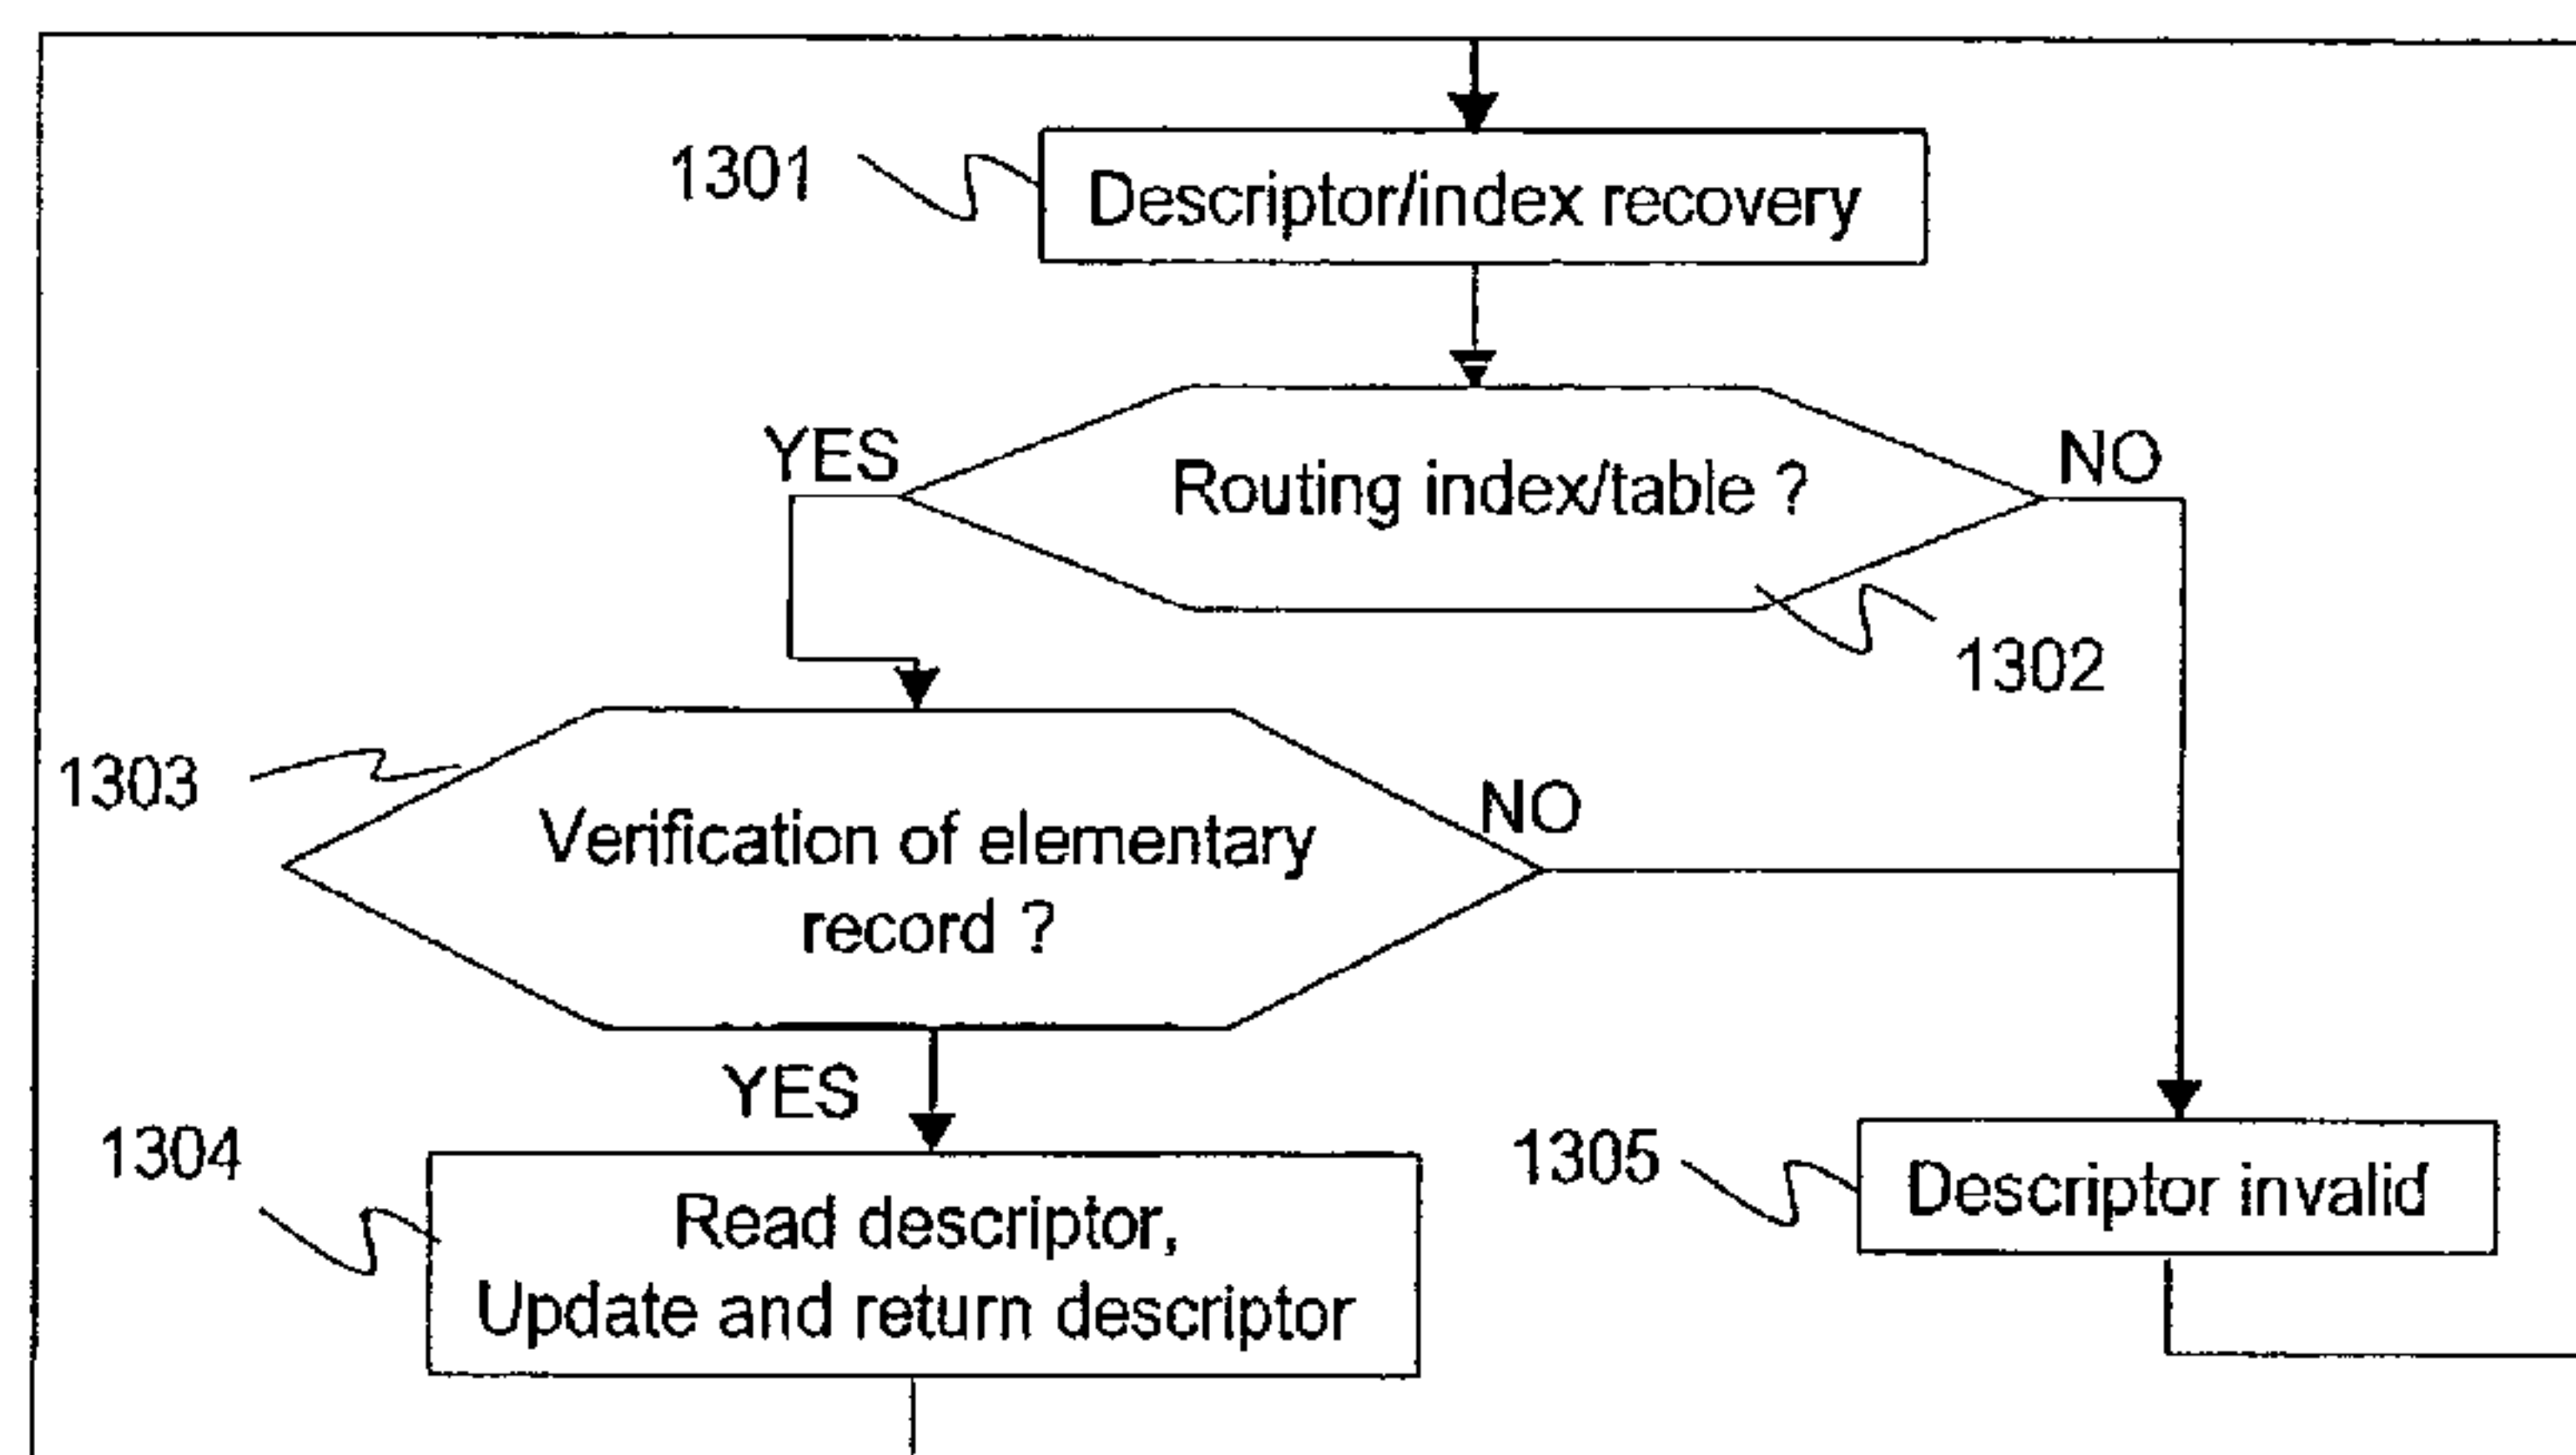 1301
Descriptor/index recovery
YES
Routing index/table ?
NO
1302
1303
Verification of elementary
record ?
NO
YES
1304
Read descriptor,
Update and return descriptor
1305
Descriptor invalid